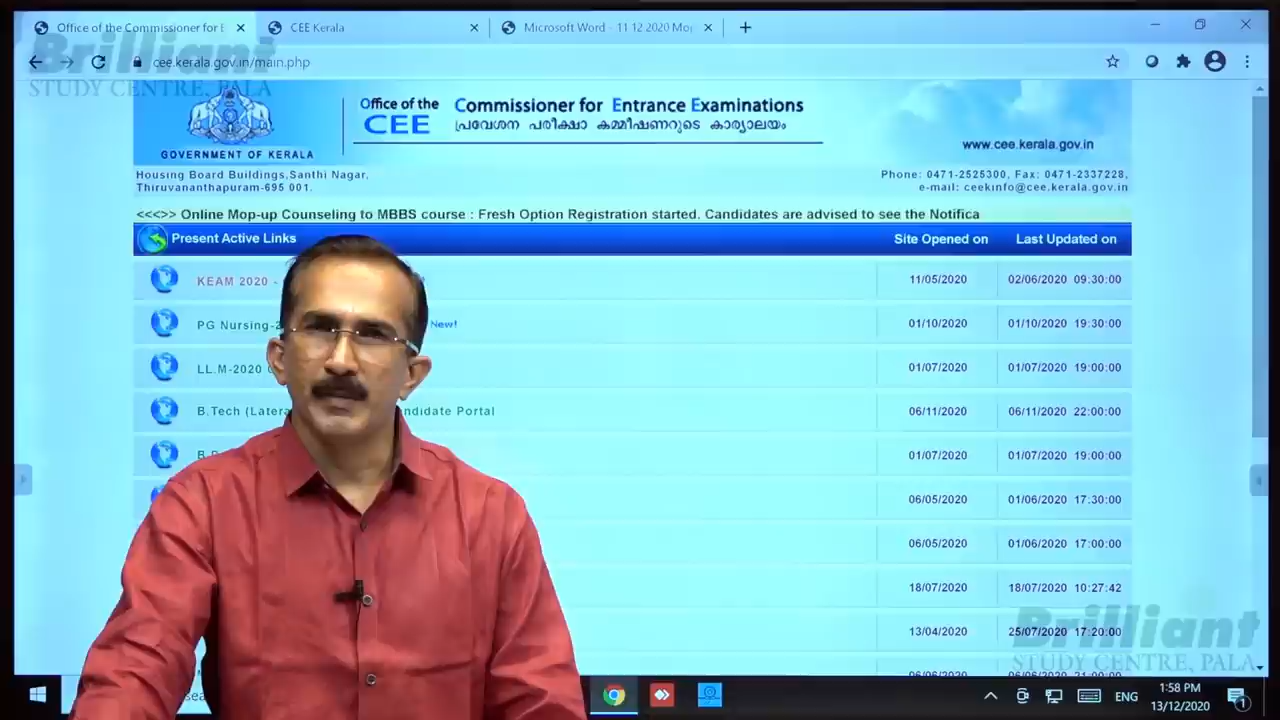 Office of the Commissioner for E
CEE Kerala
Microsoft Word - 11 12 2020 Mop
Brilliant
STUDY CENTRE, PALA
cee.kerala.gov.in/main.php
GOVERNMENT OF KERALA
Office of the
CEE
Commissioner for Entrance Examinations
പ്രവേശന പരീക്ഷാ കമ്മീഷണറുടെ കാര്യാലയം
www.cee.kerala.gov.in
Housing Board Buildings,Santhi Nagar,
Thiruvananthapuram-695 001.
Phone: 0471-2525300, Fax: 0471-2337228,
e-mail: ceekinfo@cee.kerala.gov.in
<<<>> Online Mop-up Counseling to MBBS course : Fresh Option Registration started. Candidates are advised to see the Notifica
Present Active Links Site Opened on Last Updated on
KEAM 2020 - 11/05/2020 02/06/2020 09:30:00
PG Nursing-2 New! 01/10/2020 01/10/2020 19:30:00
LL.M-2020 01/07/2020 01/07/2020 19:00:00
B.Tech (Latera ndidate Portal 06/11/2020 06/11/2020 22:00:00
01/07/2020 01/07/2020 19:00:00
06/05/2020 01/06/2020 17:30:00
06/05/2020 01/06/2020 17:00:00
18/07/2020 18/07/2020 10:27:42
13/04/2020 25/07/2020 17:20:00
Brilliant
STUDY CENTRE, PALA
ENG
1:58 PM
13/12/2020
1